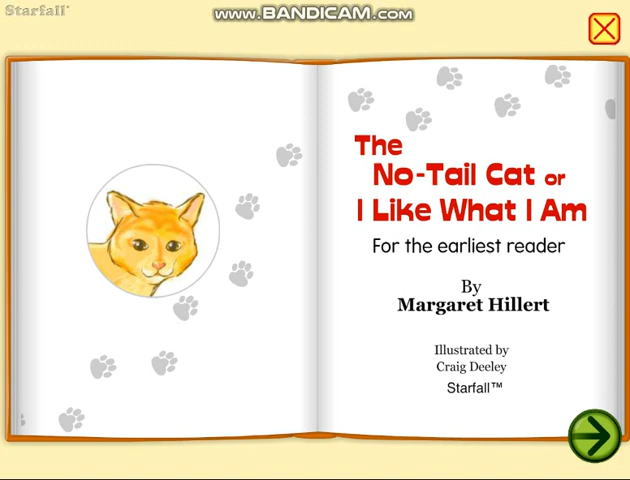 Starfall®
www.BANDICAM.com
The
No-Tail Cat or
I Like What I Am
For the earliest reader
By
Margaret Hillert
Illustrated by
Craig Deeley
Starfall™